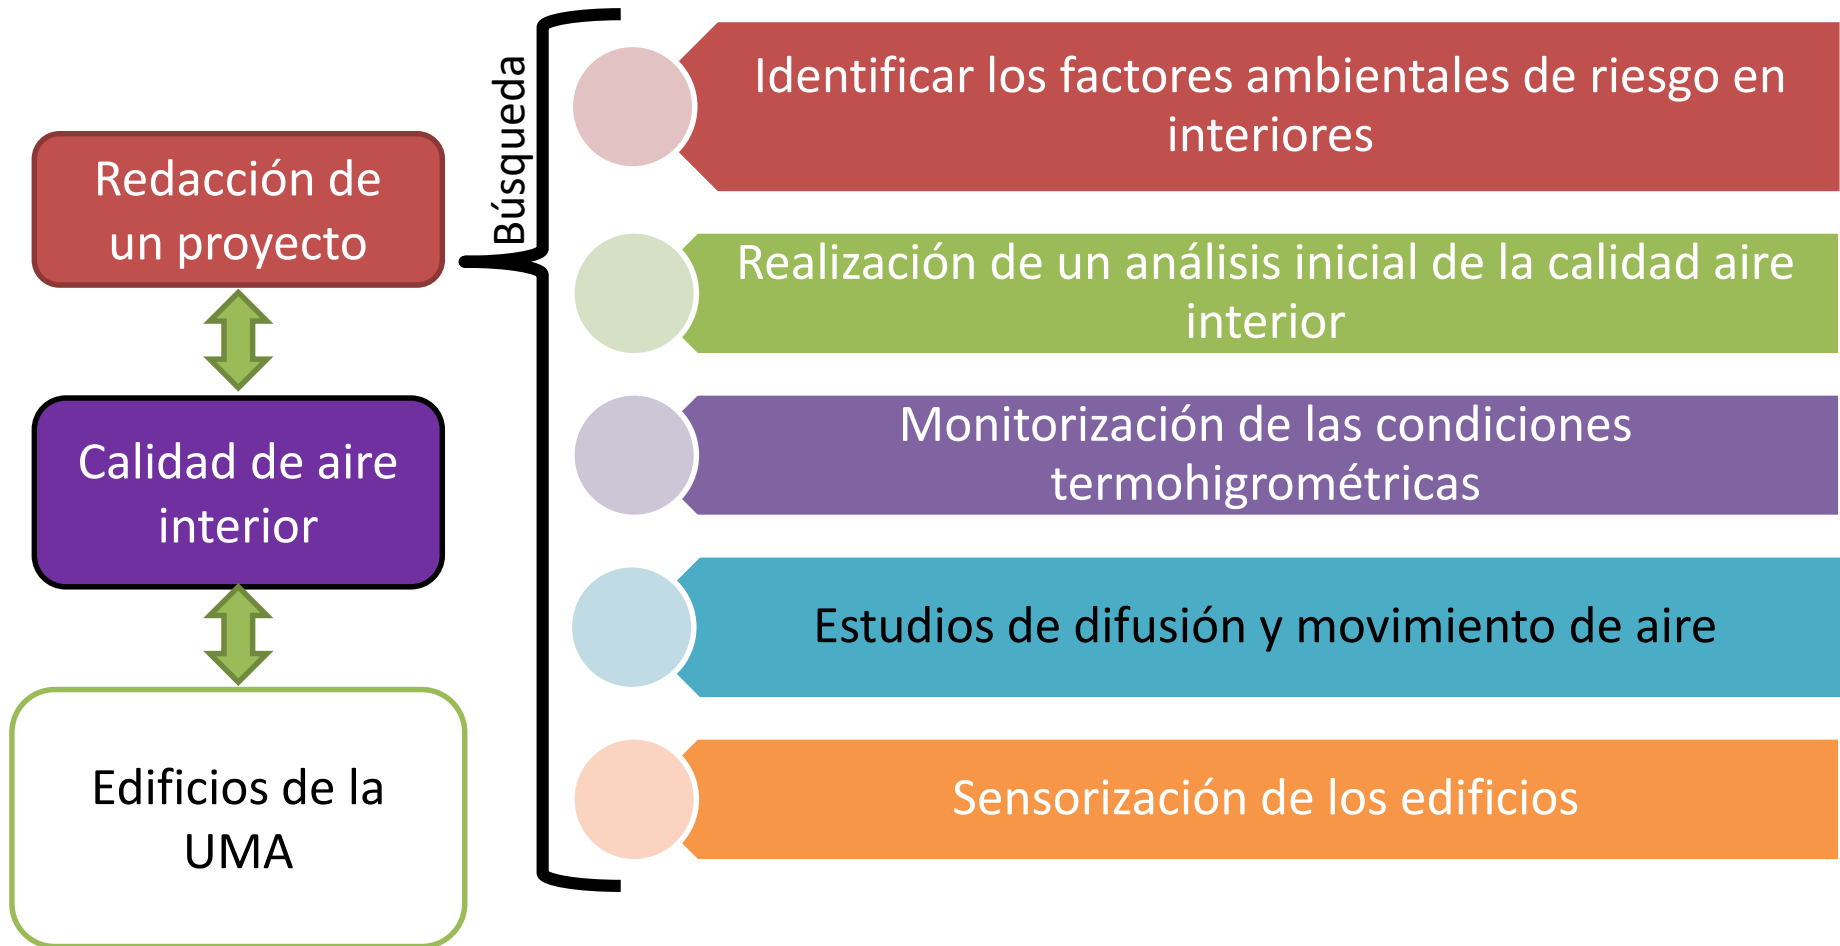 Redacción de
un proyecto
Calidad de aire
interior
Edificios de la
UMA
Búsqueda
Identificar los factores ambientales de riesgo en
interiores
Realización de un análisis inicial de la calidad aire
interior
Monitorización de las condiciones
termohigrométricas
Estudios de difusión y movimiento de aire
Sensorización de los edificios